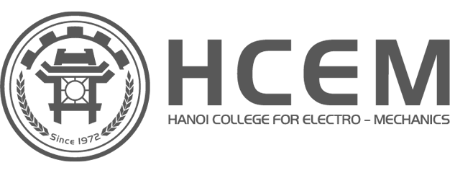 Since 1972
HCEM
HANOI COLLEGE FOR ELECTRO – MECHANICS